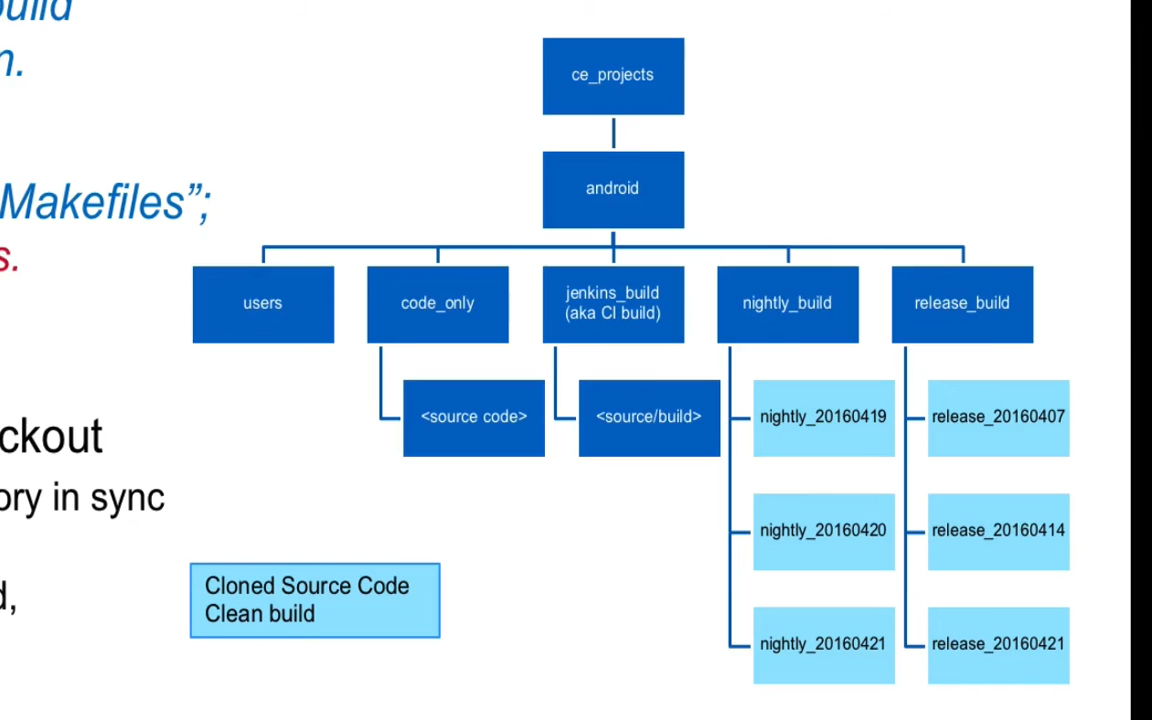 n.
Makefiles”;
s.
ckout
ory in sync
d,
ce_projects
android
users
code_only
jenkins_build
(aka CI build)
nightly_build
release_build
<source code>
<source/build>
nightly_20160419
release_20160407
nightly_20160420
release_20160414
nightly_20160421
release_20160421
Cloned Source Code
Clean build